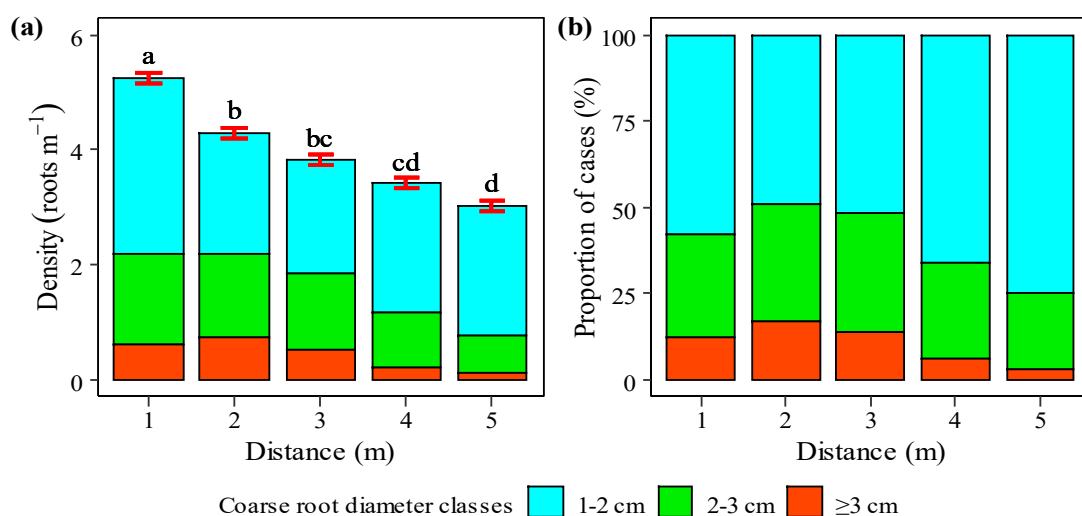 (a)
Density (roots m⁻¹)
6
4
2
0
a
b
bc
cd
d
1 2 3 4 5
Distance (m)
(b)
Proportion of cases (%)
100
75
50
25
0
1 2 3 4 5
Distance (m)
Coarse root diameter classes 1-2 cm 2-3 cm ≥3 cm